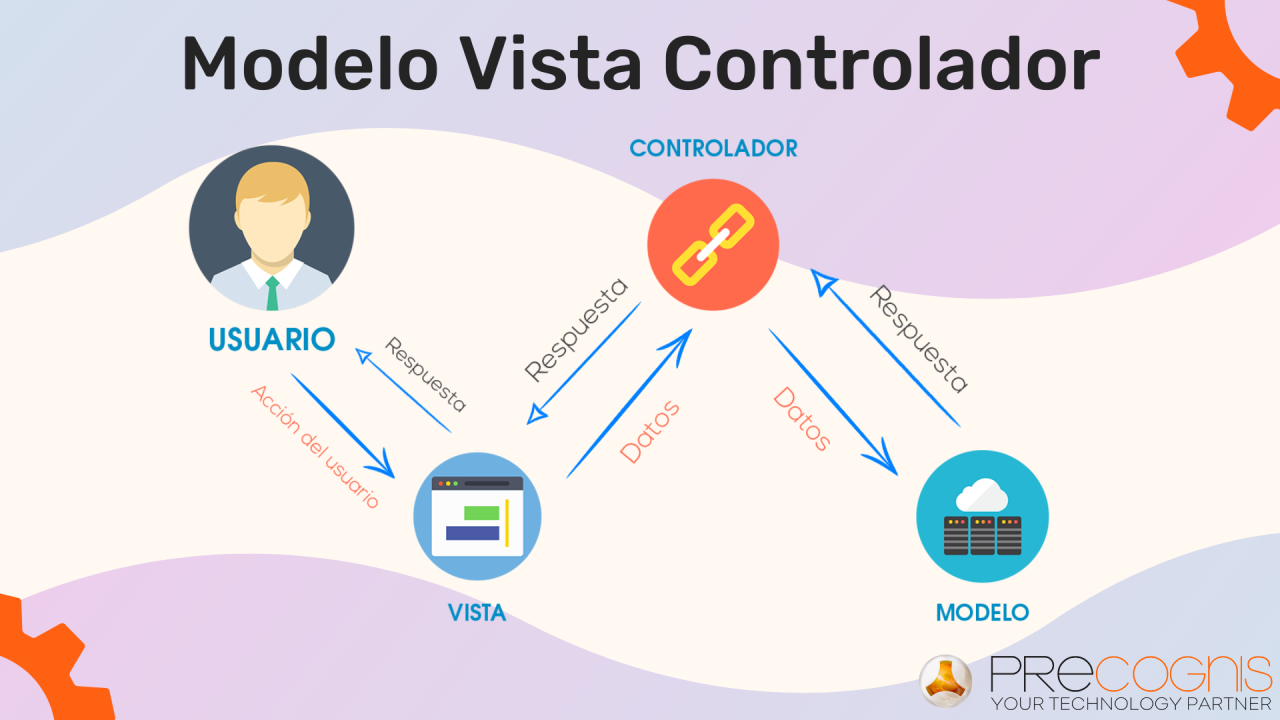 Modelo Vista Controlador
CONTROLADOR
USUARIO
Respuesta
Acción del usuario
Respuesta
Datos
Datos
Respuesta
VISTA
MODELO
PRECOGNIS
YOUR TECHNOLOGY PARTNER